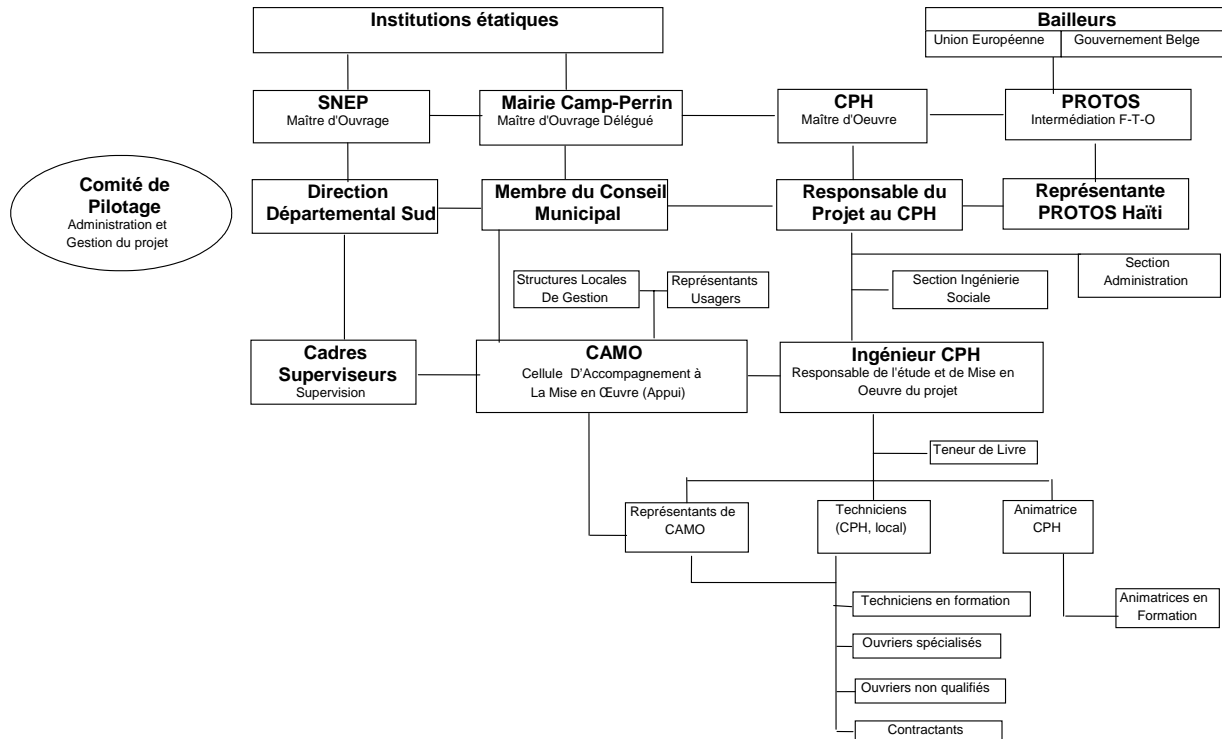 Institutions étatiques
Bailleurs
Union Européenne
Gouvernement Belge
SNEP
Maître d'Ouvrage
Mairie Camp-Perrin
Maître d'Ouvrage Délégué
CPH
Maître d'Oeuvre
PROTOS
Intermédiation F-T-O
Comité de
Pilotage
Administration et
Gestion du projet
Direction
Départemental Sud
Membre du Conseil
Municipal
Responsable du
Projet au CPH
Représentante
PROTOS Haïti
Structures Locales
De Gestion
Représentants
Usagers
Section Ingénierie
Sociale
Section
Administration
Cadres
Superviseurs
Supervision
CAMO
Cellule D'Accompagnement à
La Mise en Œuvre (Appui)
Ingénieur CPH
Responsable de l'étude et de Mise en
Oeuvre du projet
Teneur de Livre
Représentants de
CAMO
Techniciens
(CPH, local)
Animatrice
CPH
Techniciens en formation
Animatrices en
Formation
Ouvriers spécialisés
Ouvriers non qualifiés
Contractants